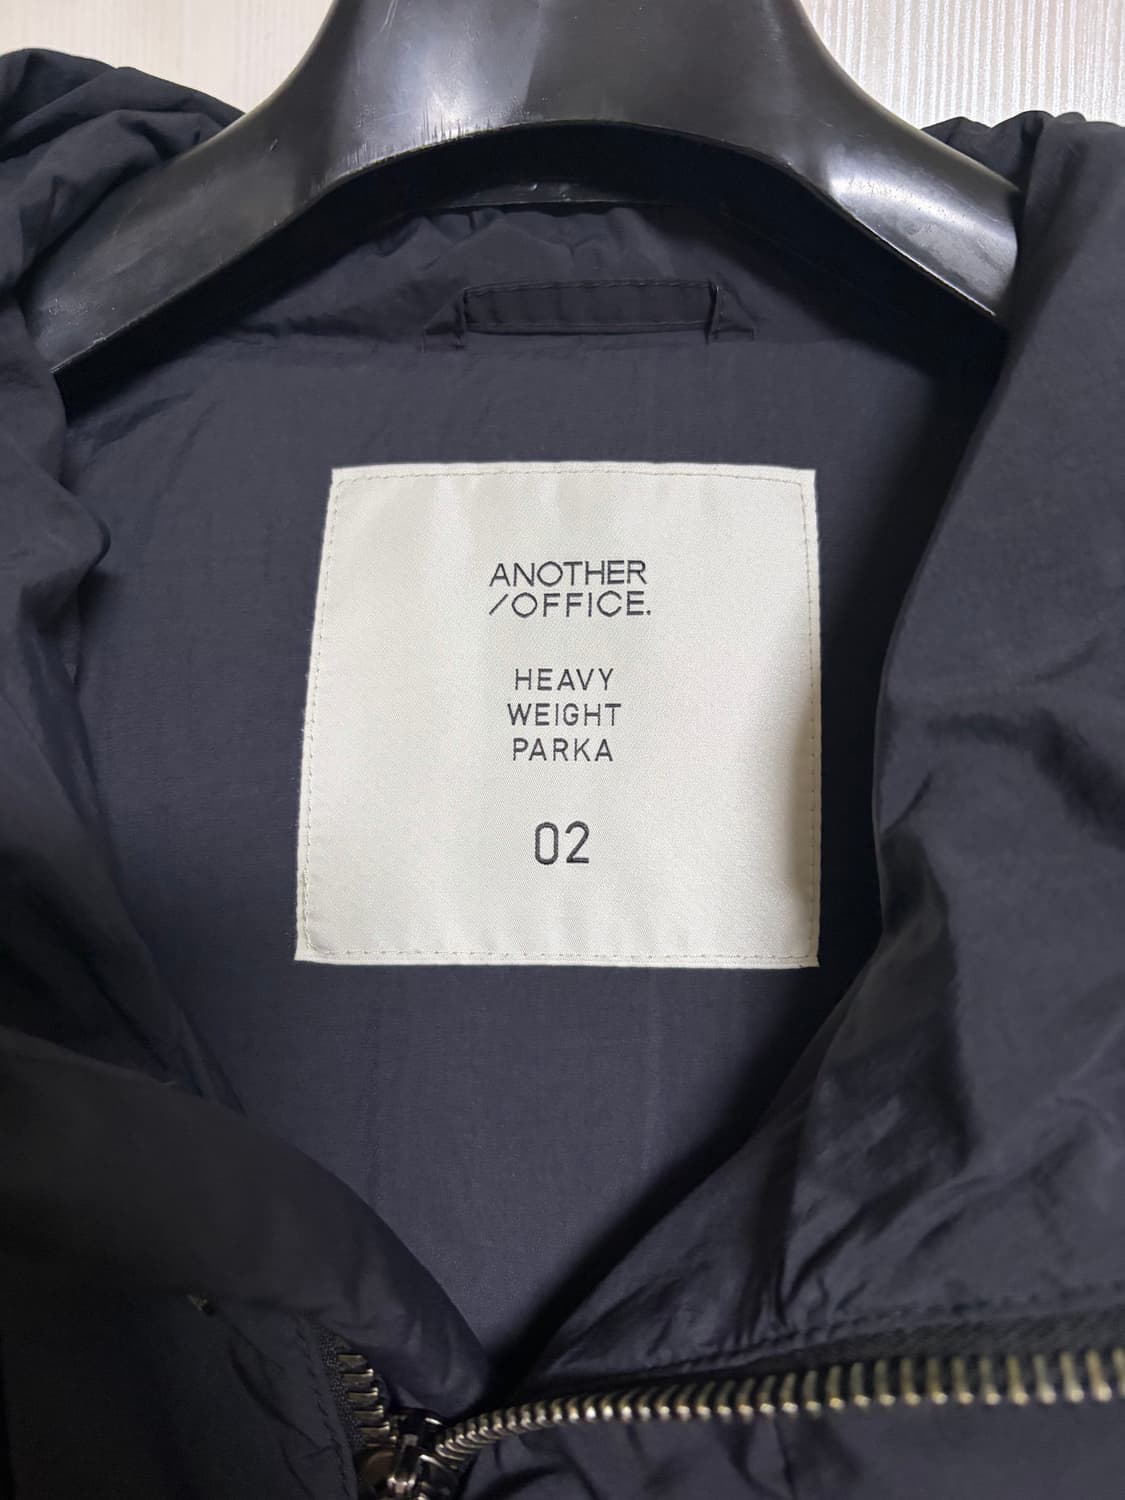 ANOTHER
/OFFICE.
HEAVY
WEIGHT
PARKA
02